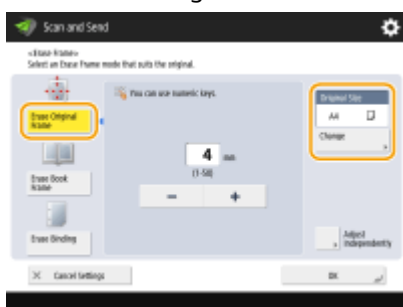 Scan and Send
<Erase Frame>
Select an Erase Frame mode that suits the original.
You can use numeric keys.
Erase Original
Frame
Original Size
A4
Change
4 mm
(1-50)
Erase Book
Frame
− +
Erase Binding
Adjust
Independently
× Cancel Settings
OK